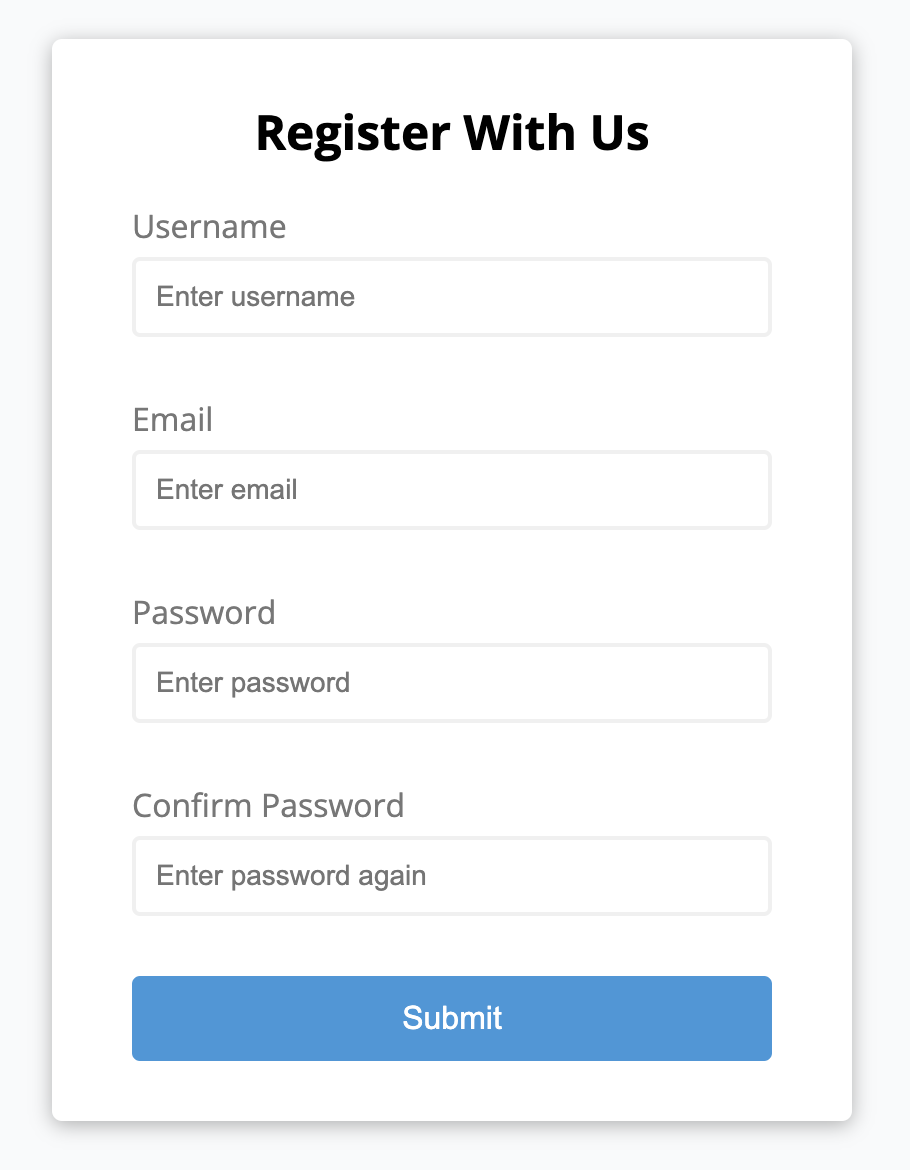 Register With Us
Username
Enter username
Email
Enter email
Password
Enter password
Confirm Password
Enter password again
Submit